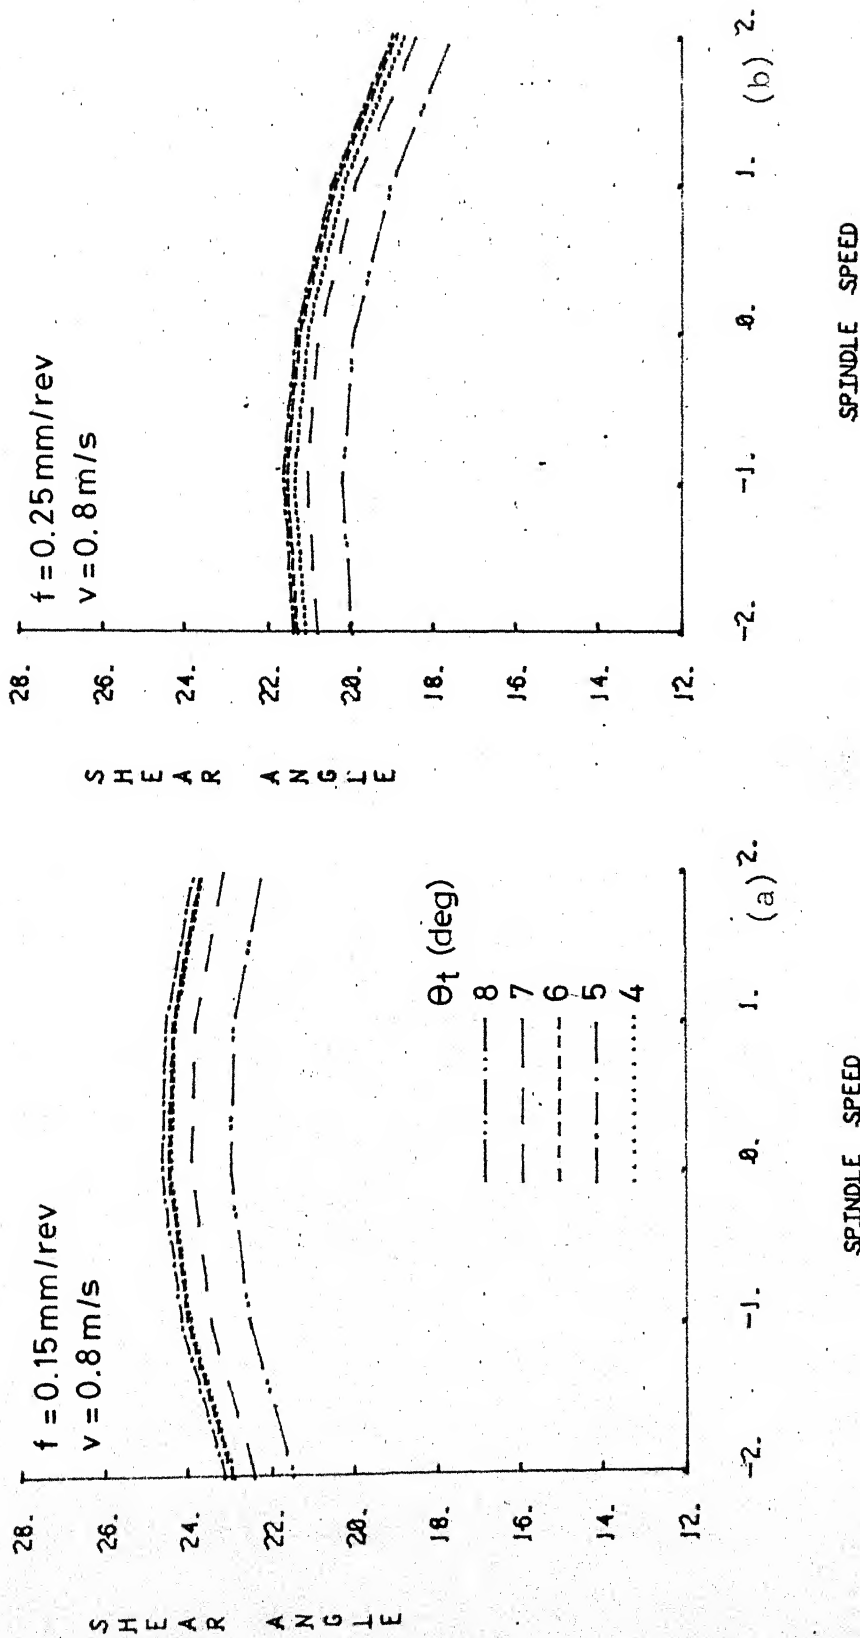 f = 0.15 mm/rev
v = 0.8 m/s
28.
26.
24.
22.
20.
18.
16.
14.
12.
SHEAR ANGLE
-2. -1. 0. 1. 2.
(a)
SPINDLE SPEED
θt (deg)
8
7
6
5
4
f = 0.25 mm/rev
v = 0.8 m/s
28.
26.
24.
22.
20.
18.
16.
14.
12.
SHEAR ANGLE
-2. -1. 0. 1. 2.
(b)
SPINDLE SPEED